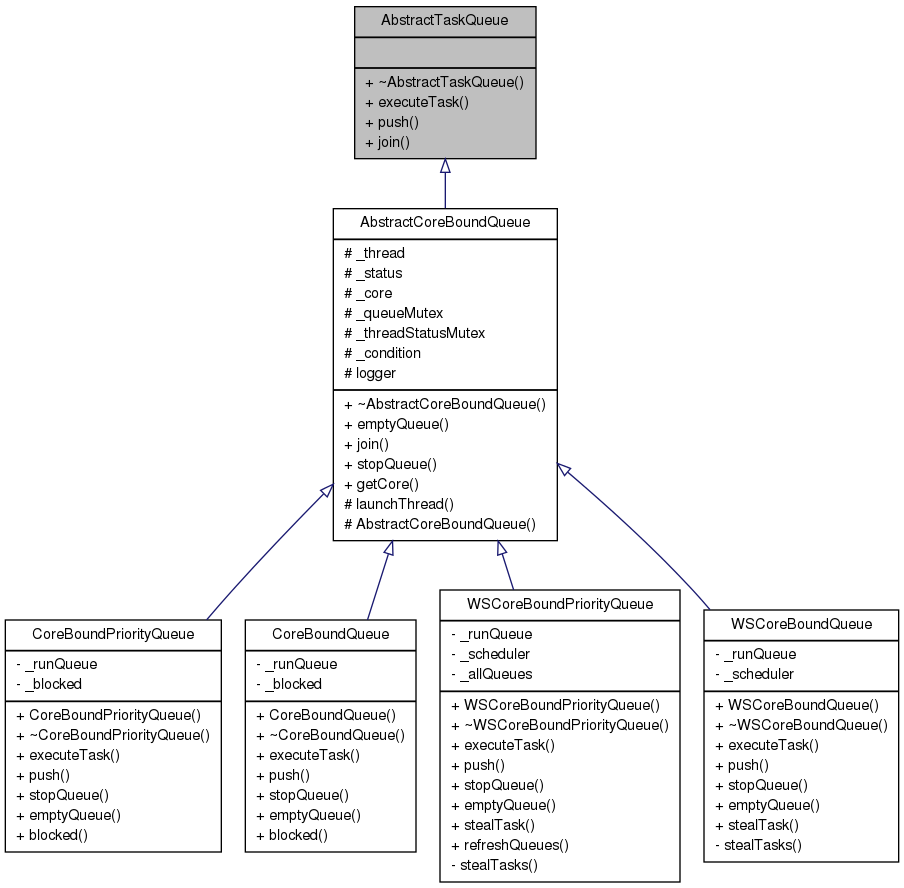 AbstractTaskQueue
+ ~AbstractTaskQueue()
+ executeTask()
+ push()
+ join()
AbstractCoreBoundQueue
# _thread
# _status
# _core
# _queueMutex
# _threadStatusMutex
# _condition
# logger
+ ~AbstractCoreBoundQueue()
+ emptyQueue()
+ join()
+ stopQueue()
+ getCore()
# launchThread()
# AbstractCoreBoundQueue()
CoreBoundPriorityQueue
- _runQueue
- _blocked
+ CoreBoundPriorityQueue()
+ ~CoreBoundPriorityQueue()
+ executeTask()
+ push()
+ stopQueue()
+ emptyQueue()
+ blocked()
CoreBoundQueue
- _runQueue
- _blocked
+ CoreBoundQueue()
+ ~CoreBoundQueue()
+ executeTask()
+ push()
+ stopQueue()
+ emptyQueue()
+ blocked()
WSCoreBoundPriorityQueue
- _runQueue
- _scheduler
- _allQueues
+ WSCoreBoundPriorityQueue()
+ ~WSCoreBoundPriorityQueue()
+ executeTask()
+ push()
+ stopQueue()
+ emptyQueue()
+ stealTask()
+ refreshQueues()
- stealTasks()
WSCoreBoundQueue
- _runQueue
- _scheduler
+ WSCoreBoundQueue()
+ ~WSCoreBoundQueue()
+ executeTask()
+ push()
+ stopQueue()
+ emptyQueue()
+ stealTask()
- stealTasks()